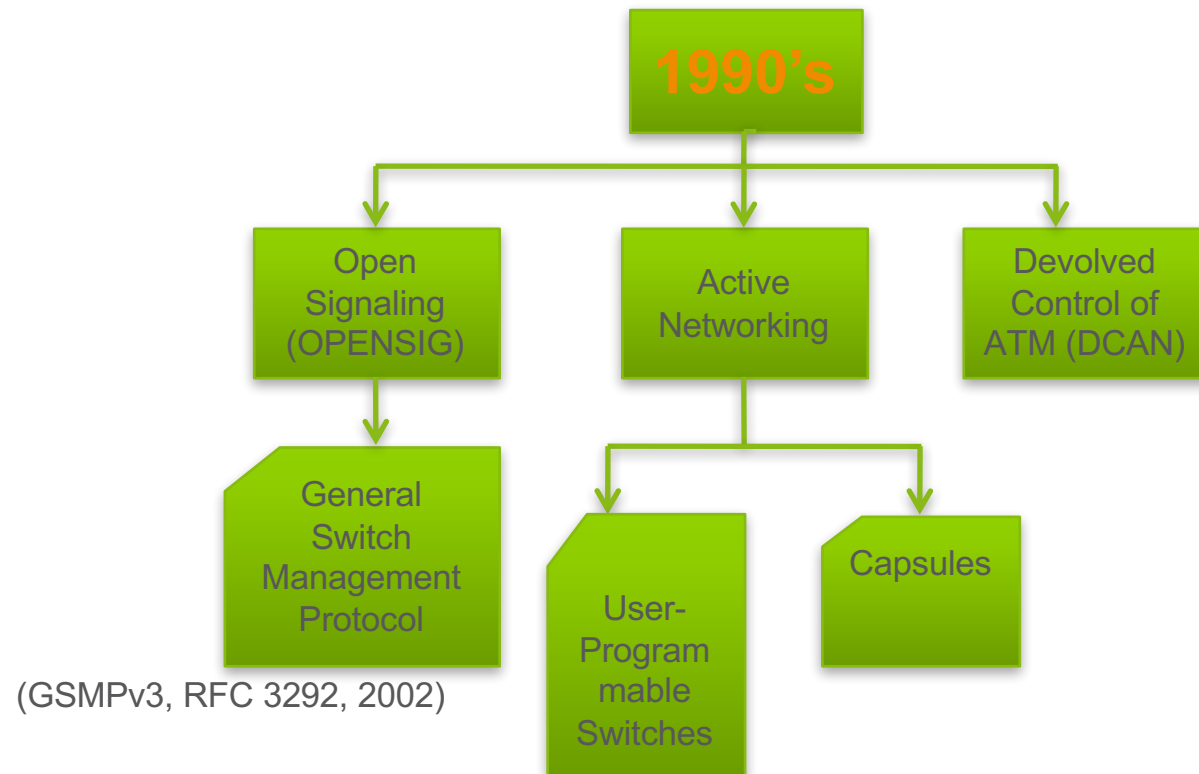 1990’s
Open
Signaling
(OPENSIG)
Active
Networking
Devolved
Control of
ATM (DCAN)
General
Switch
Management
Protocol
(GSMPv3, RFC 3292, 2002)
User-
Program
mable
Switches
Capsules